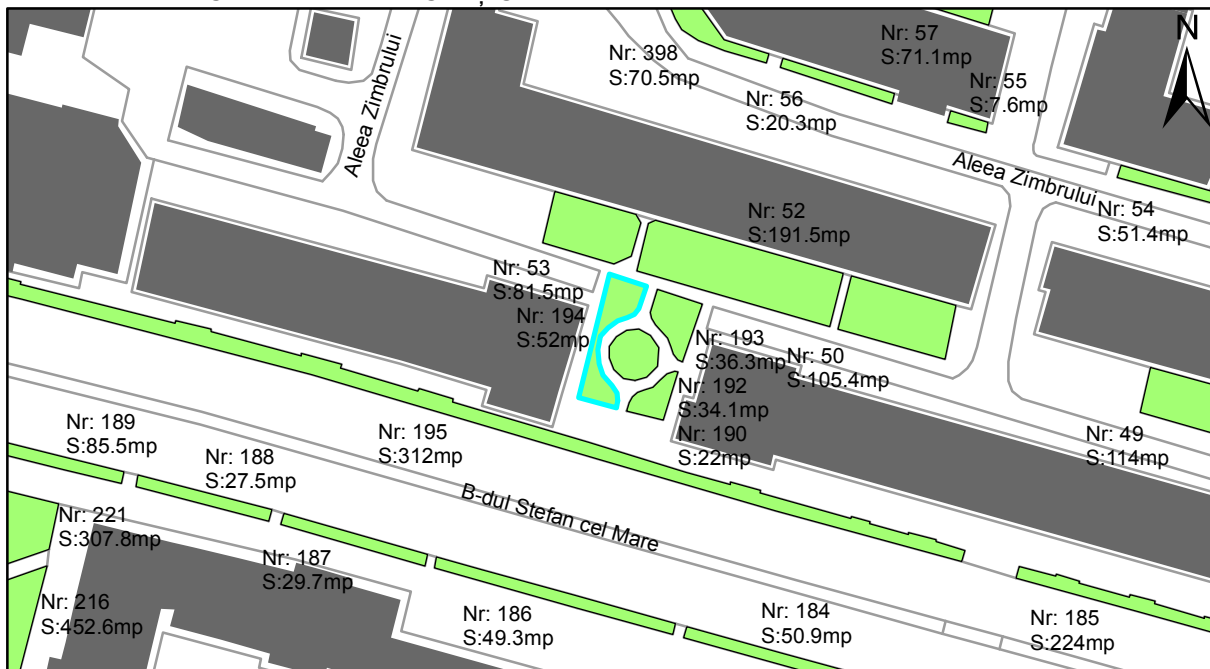 Nr: 57
S:71.1mp
N
Nr: 398
S:70.5mp
Nr: 55
S:7.6mp
Nr: 56
S:20.3mp
Aleea Zimbrului
Aleea Zimbrului
Nr: 52
S:191.5mp
Nr: 54
S:51.4mp
Nr: 53
S:81.5mp
Nr: 194
S:52mp
Nr: 193
S:36.3mp
Nr: 50
S:105.4mp
Nr: 192
S:34.1mp
Nr: 190
S:22mp
Nr: 189
S:85.5mp
Nr: 188
S:27.5mp
Nr: 195
S:312mp
Nr: 49
S:114mp
B-dul Stefan cel Mare
Nr: 221
S:307.8mp
Nr: 187
S:29.7mp
Nr: 216
S:452.6mp
Nr: 186
S:49.3mp
Nr: 184
S:50.9mp
Nr: 185
S:224mp